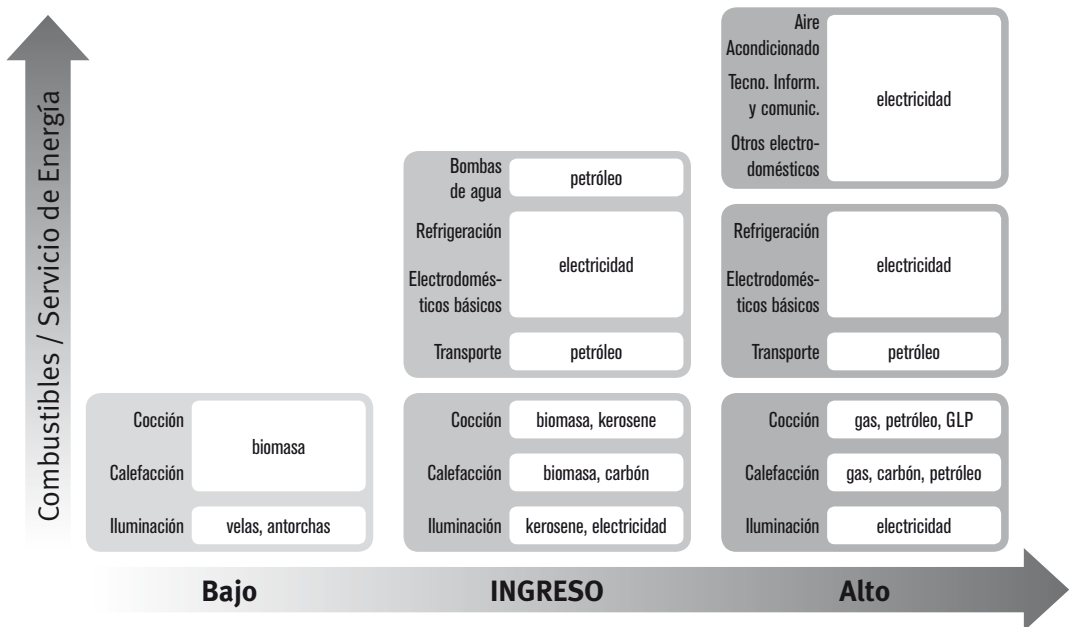 Combustibles / Servicio de Energía
Aire
Acondicionado
Tecno. Inform.
y comunic.
Otros electro-
domésticos
electricidad
Bombas
de agua
petróleo
Refrigeración
Electrodomés-
ticos básicos
electricidad
Transporte
petróleo
Refrigeración
Electrodomés-
ticos básicos
electricidad
Transporte
petróleo
Cocción
Calefacción
biomasa
Iluminación
velas, antorchas
Cocción
biomasa, kerosene
Calefacción
biomasa, carbón
Iluminación
kerosene, electricidad
Cocción
gas, petróleo, GLP
Calefacción
gas, carbón, petróleo
Iluminación
electricidad
Bajo
INGRESO
Alto